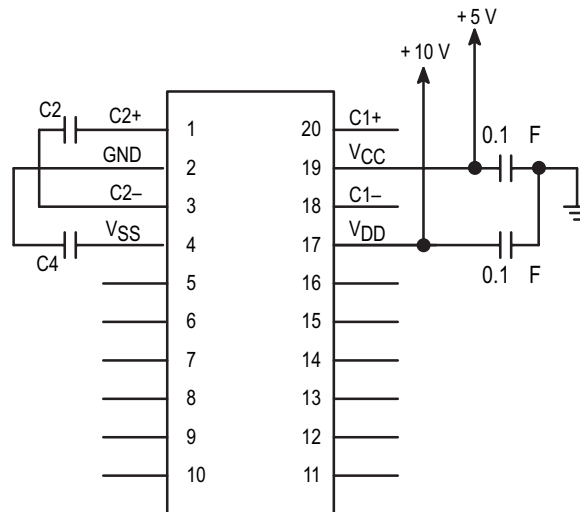 + 5 V
+ 10 V
C2 C2+ 1 20 C1+ 0.1 F
GND 2 19 VCC
C2– 3 18 C1–
VSS 4 17 VDD
C4 0.1 F
5 16
6 15
7 14
8 13
9 12
10 11